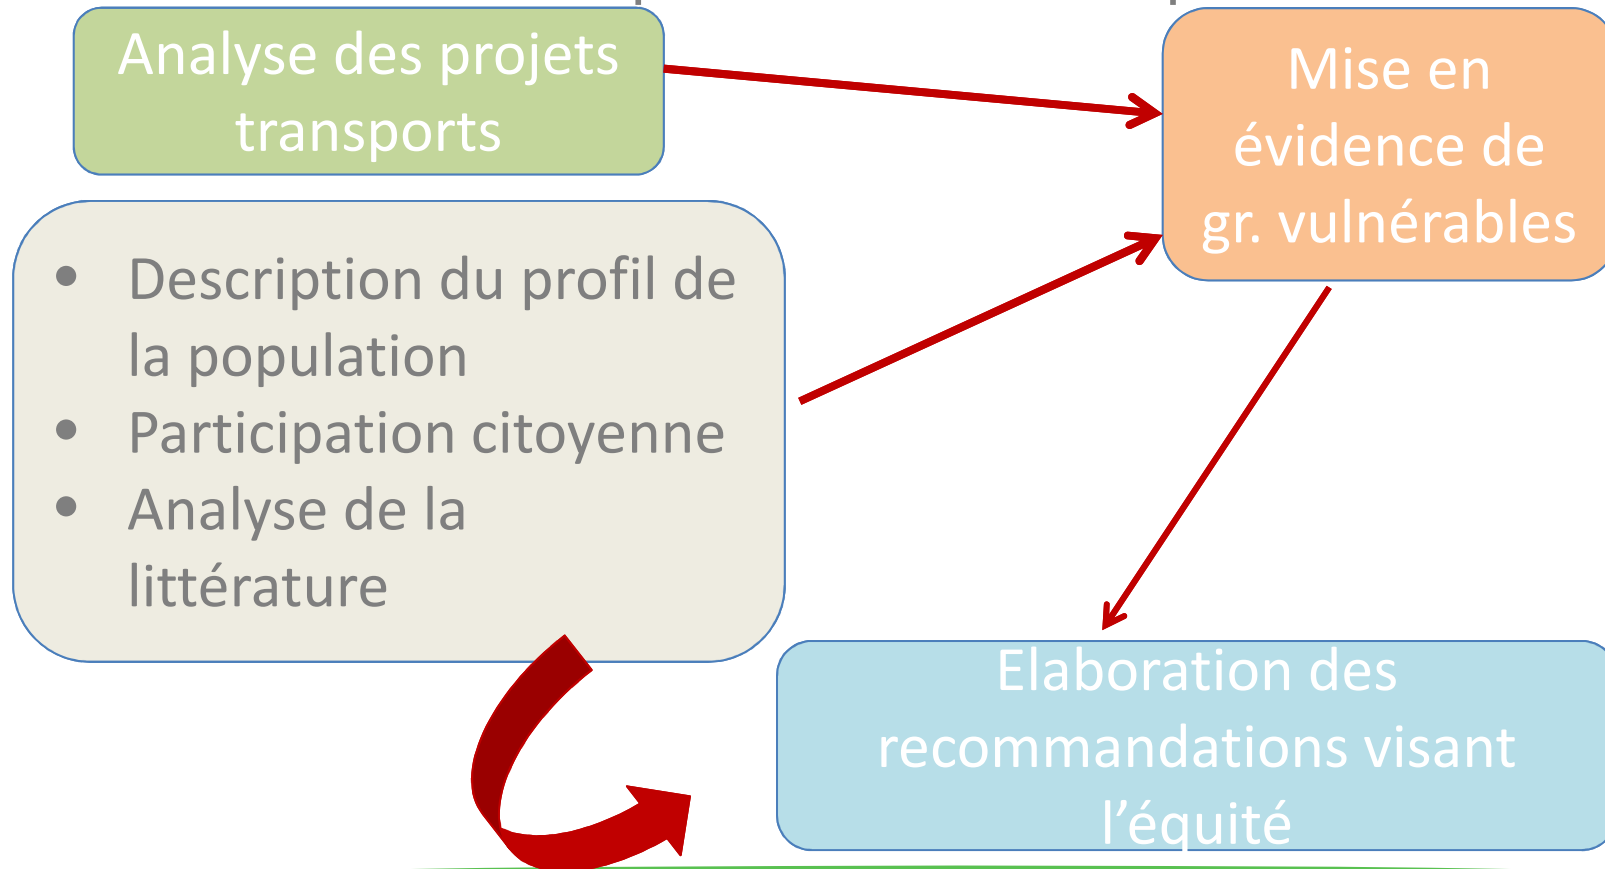 Analyse des projets
transports
Mise en
évidence de
gr. vulnérables
• Description du profil de
la population
• Participation citoyenne
• Analyse de la
littérature
Elaboration des
recommandations visant
l’équité